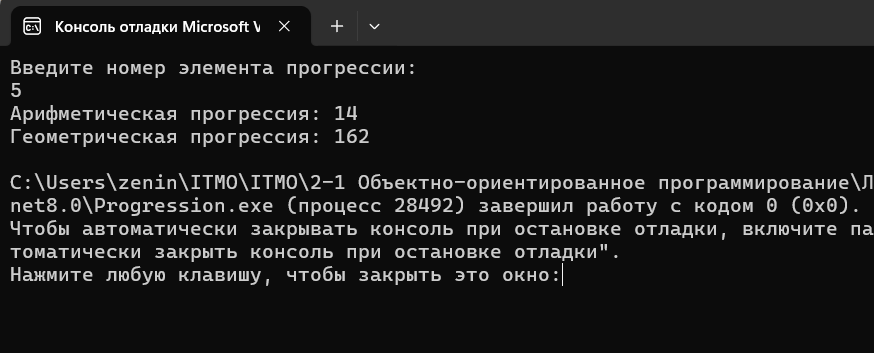 Консоль отладки Microsoft V
Введите номер элемента прогрессии:
5
Арифметическая прогрессия: 14
Геометрическая прогрессия: 162
C:\Users\zenin\ITMO\ITMO\2-1 Объектно-ориентированное программирование\Л
net8.0\Progression.exe (процесс 28492) завершил работу с кодом 0 (0x0).
Чтобы автоматически закрывать консоль при остановке отладки, включите па
томатически закрыть консоль при остановке отладки".
Нажмите любую клавишу, чтобы закрыть это окно: